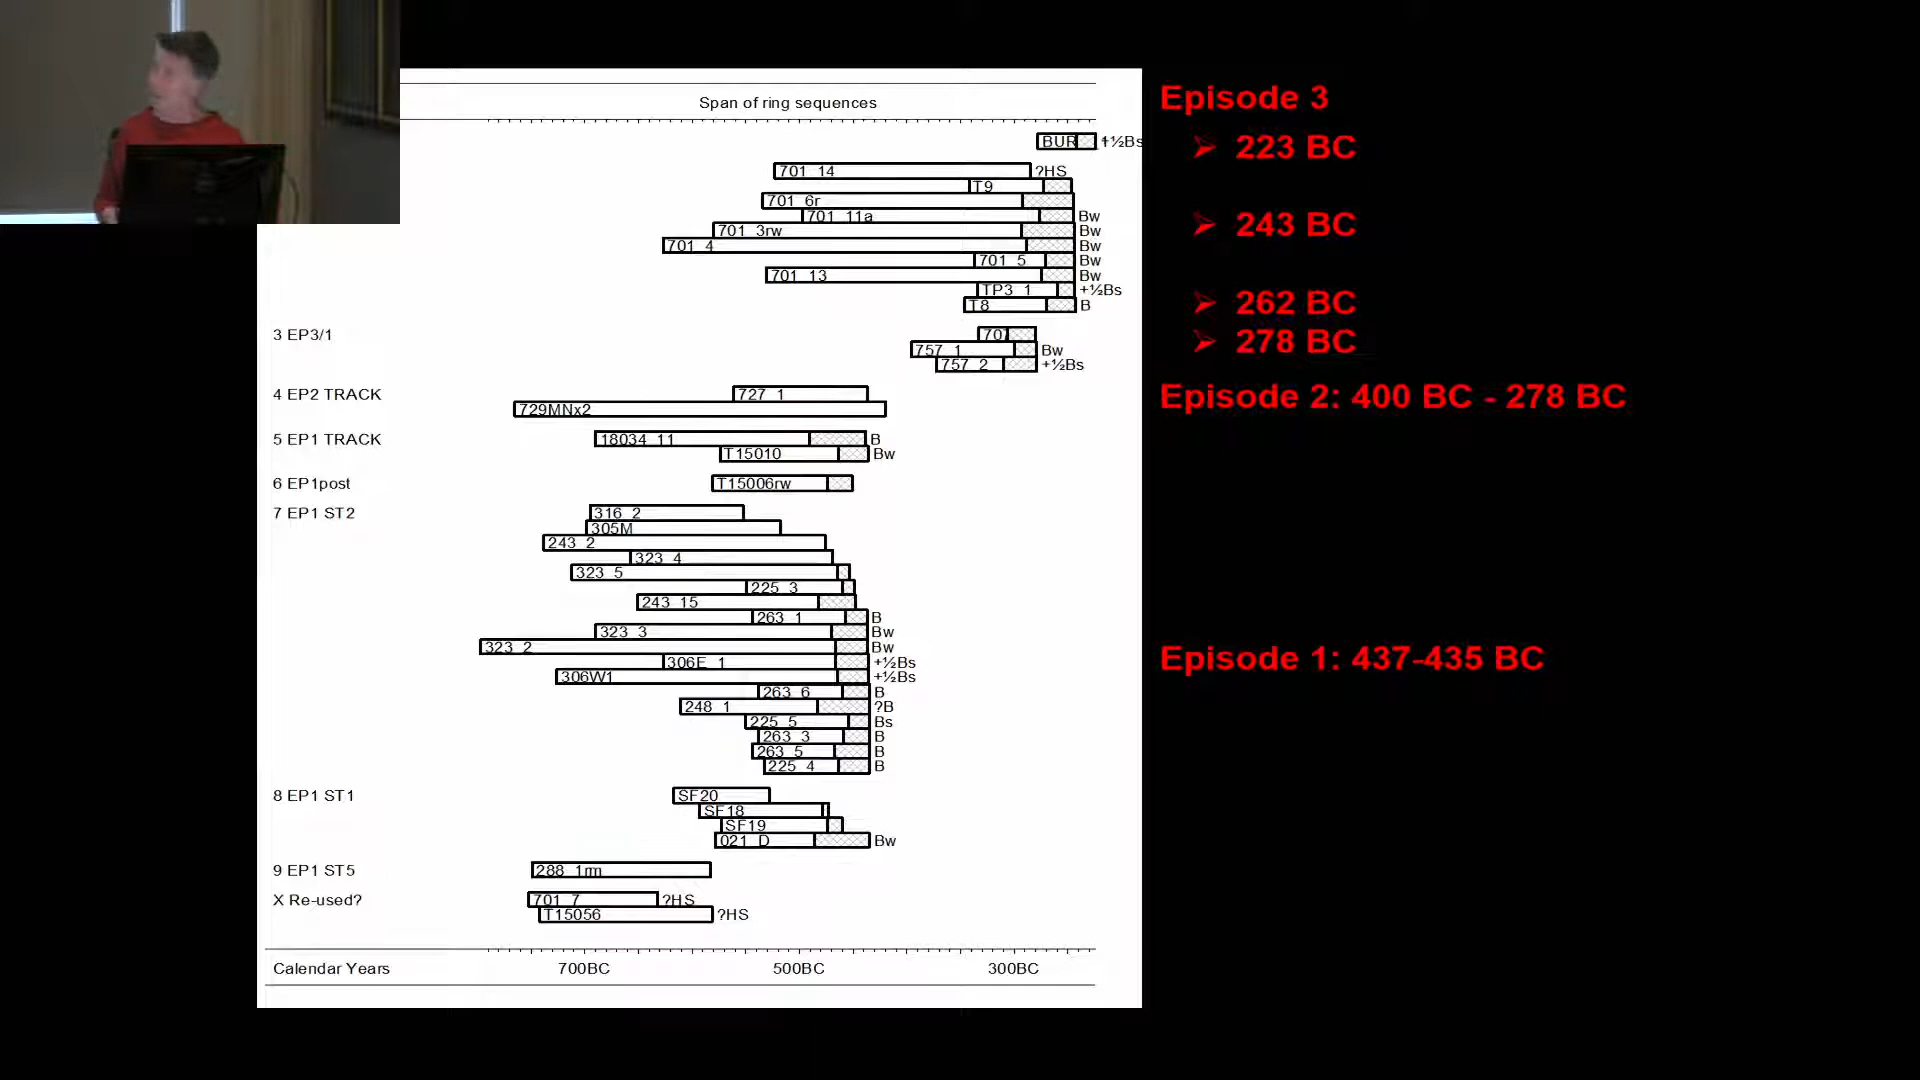 Span of ring sequences
BUR +½Bs
701_14 ?HS
T9
701_6r
701_11a Bw
701_3rw Bw
701_4 Bw
701_5 Bw
701_13 Bw
TP3_1 +½Bs
T8 B
3 EP3/1 707
757_1 Bw
757_2 +½Bs
4 EP2 TRACK 727_1
729MNx2
5 EP1 TRACK 18034_11 B
T15010 Bw
6 EP1post T15006rw
7 EP1 ST2 316_2
305M
243_2
323_4
323_5
225_3
243_15
263_1 B
323_3 Bw
323_2 Bw
306E_1 +½Bs
306W1 +½Bs
263_6 B
248_1 ?B
225_5 Bs
263_3 B
263_5 B
225_4 B
8 EP1 ST1 SF20
SF18
SF19
021_D Bw
9 EP1 ST5 288_1rm
X Re-used? 701_7 ?HS
T15056 ?HS
Calendar Years 700BC 500BC 300BC
Episode 3
➢ 223 BC
➢ 243 BC
➢ 262 BC
➢ 278 BC
Episode 2: 400 BC - 278 BC
Episode 1: 437-435 BC